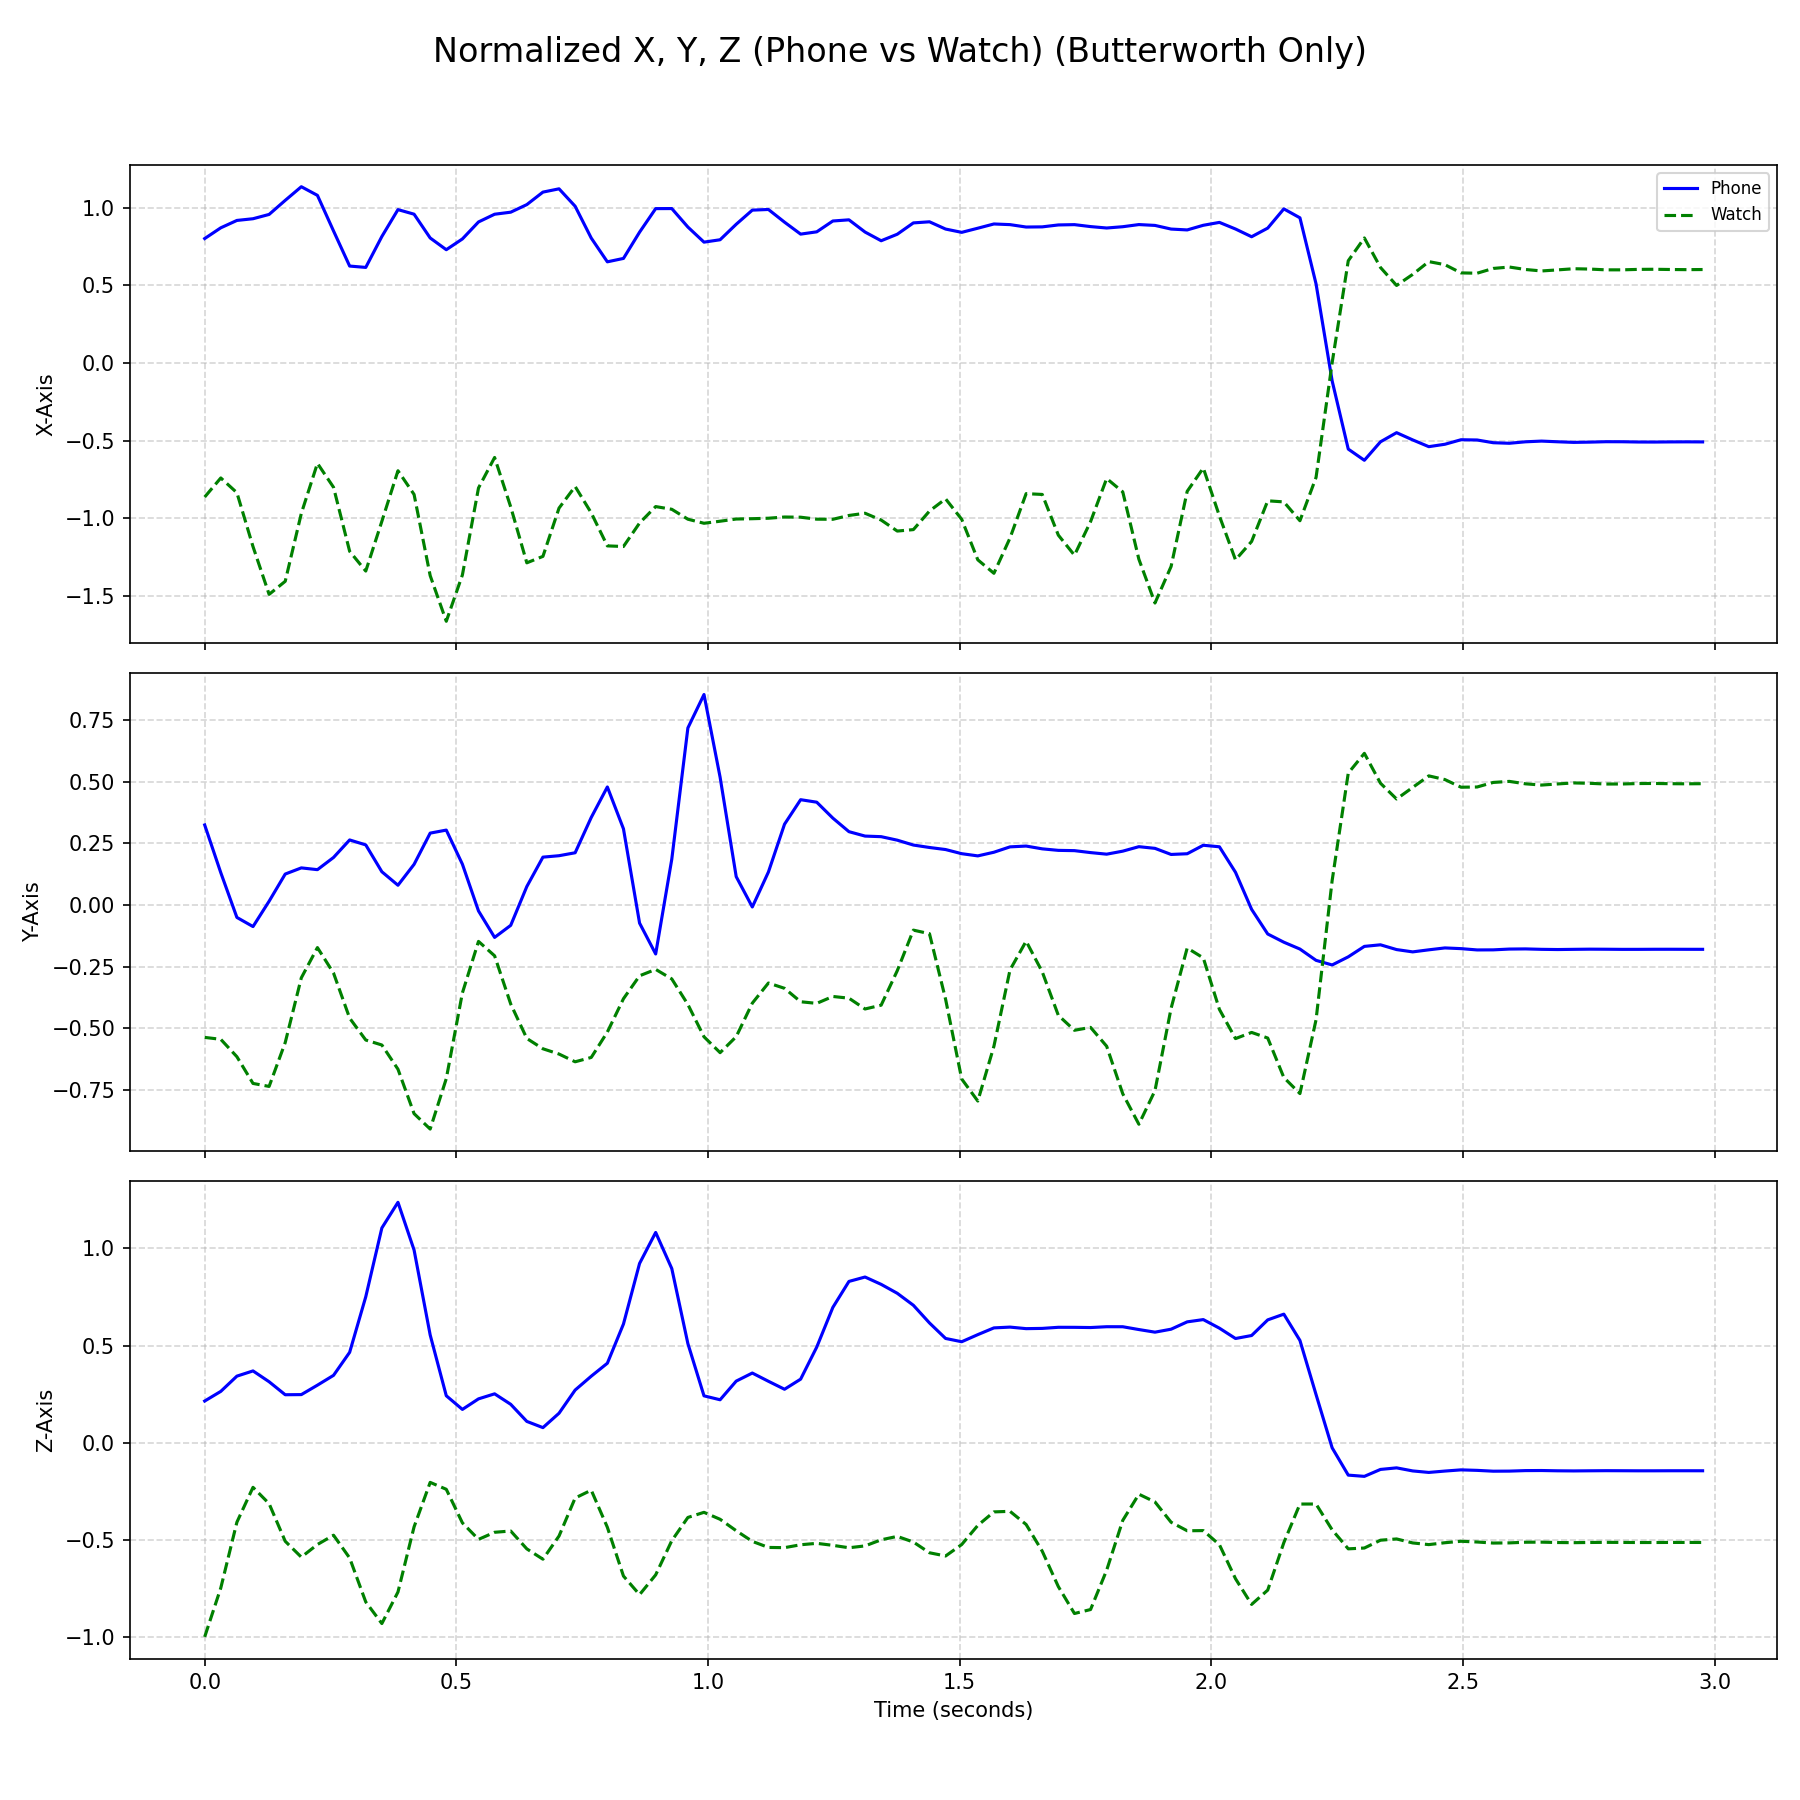 Normalized X, Y, Z (Phone vs Watch) (Butterworth Only)
Phone
Watch
X-Axis
1.0
0.5
0.0
−0.5
−1.0
−1.5
Y-Axis
0.75
0.50
0.25
0.00
−0.25
−0.50
−0.75
Z-Axis
1.0
0.5
0.0
−0.5
−1.0
0.0 0.5 1.0 1.5 2.0 2.5 3.0
Time (seconds)